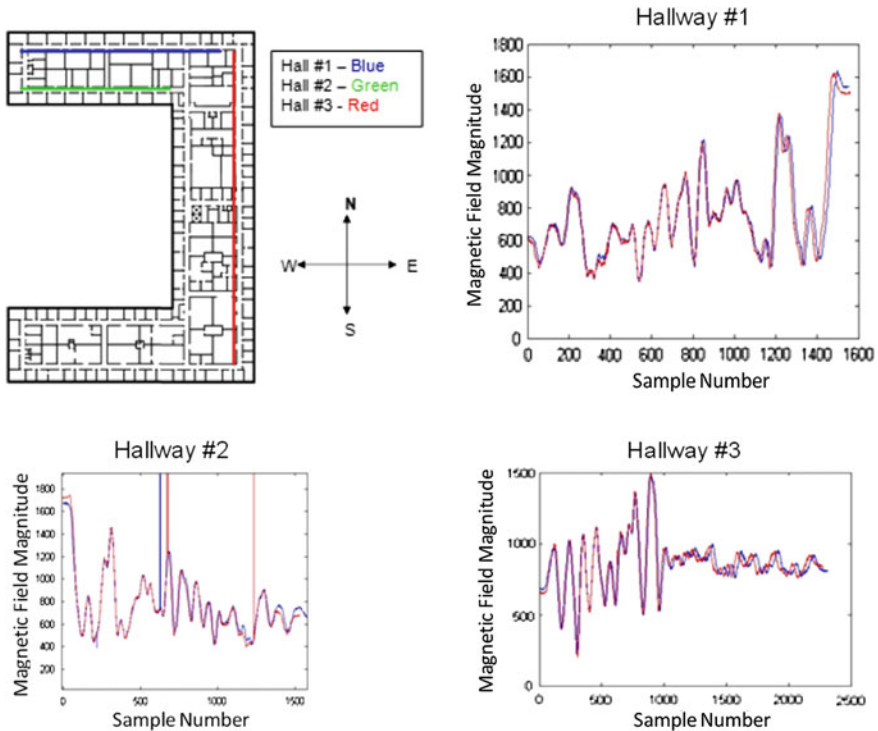 Hall #1 – Blue
Hall #2 – Green
Hall #3 - Red
N
W
E
S
Hallway #1
Magnetic Field Magnitude
1800
1600
1400
1200
1000
800
600
400
200
0
0 200 400 600 800 1000 1200 1400 1600
Sample Number
Hallway #2
Magnetic Field Magnitude
1800
1600
1400
1200
1000
800
600
400
200
0
0 500 1000 1500
Sample Number
Hallway #3
Magnetic Field Magnitude
1500
1000
500
0
0 500 1000 1500 2000 2500
Sample Number